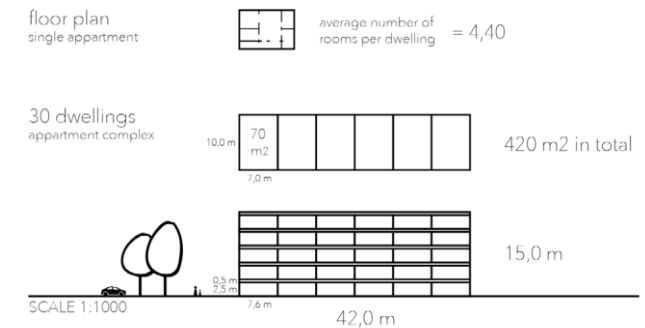 floor plan
single appartment
average number of
rooms per dwelling
= 4,40
30 dwellings
appartment complex
10,0 m
70
m2
7,0 m
420 m2 in total
15,0 m
0,5 m
2,5 m
SCALE 1:1000
7,6 m
42,0 m